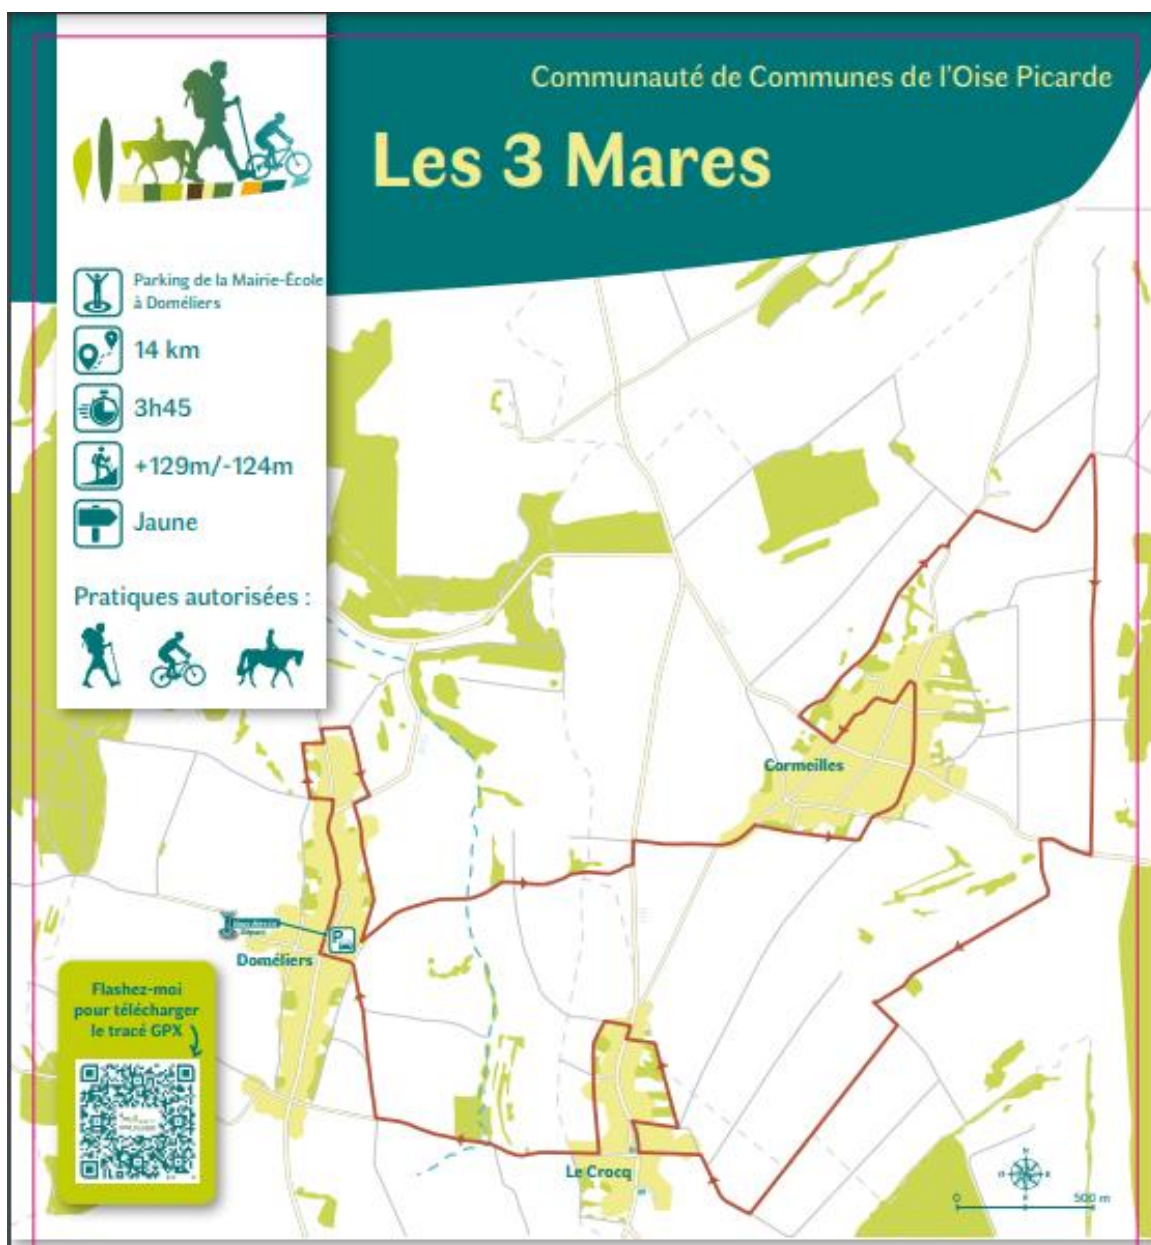 Communauté de Communes de l'Oise Picarde
Les 3 Mares
Parking de la Mairie-École
à Doméliers
14 km
3h45
+129m/-124m
Jaune
Pratiques autorisées :
Cormeilles
P
Départ
Doméliers
Le Crocq
Flashez-moi
pour télécharger
le tracé GPX
N
O
E
S
0
500 m